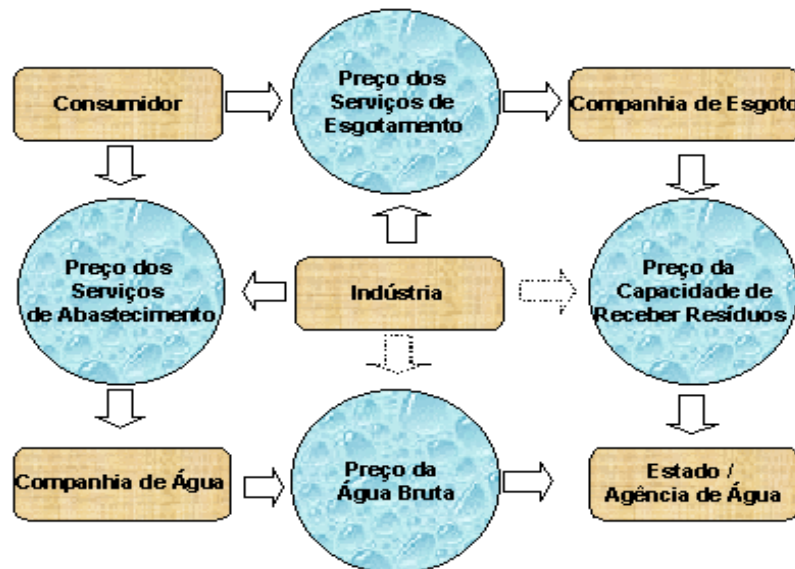 Preço dos
Serviços de
Esgotamento
Consumidor
Companhia de Esgoto
Preço dos
Serviços
de Abastecimento
Indústria
Preço da
Capacidade de
Receber Resíduos
Companhia de Água
Preço da
Água Bruta
Estado /
Agência de Água